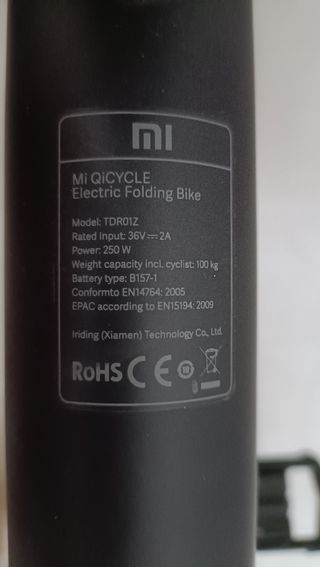 mi
Mi QiCYCLE
Electric Folding Bike
Model: TDR01Z
Rated Input: 36V⎓2A
Power: 250 W
Weight capacity incl. cyclist: 100 kg
Battery type: B157-1
Conformto EN14764: 2005
EPAC according to EN15194: 2009
Iriding (Xiamen) Technology Co., Ltd.
RoHS CE